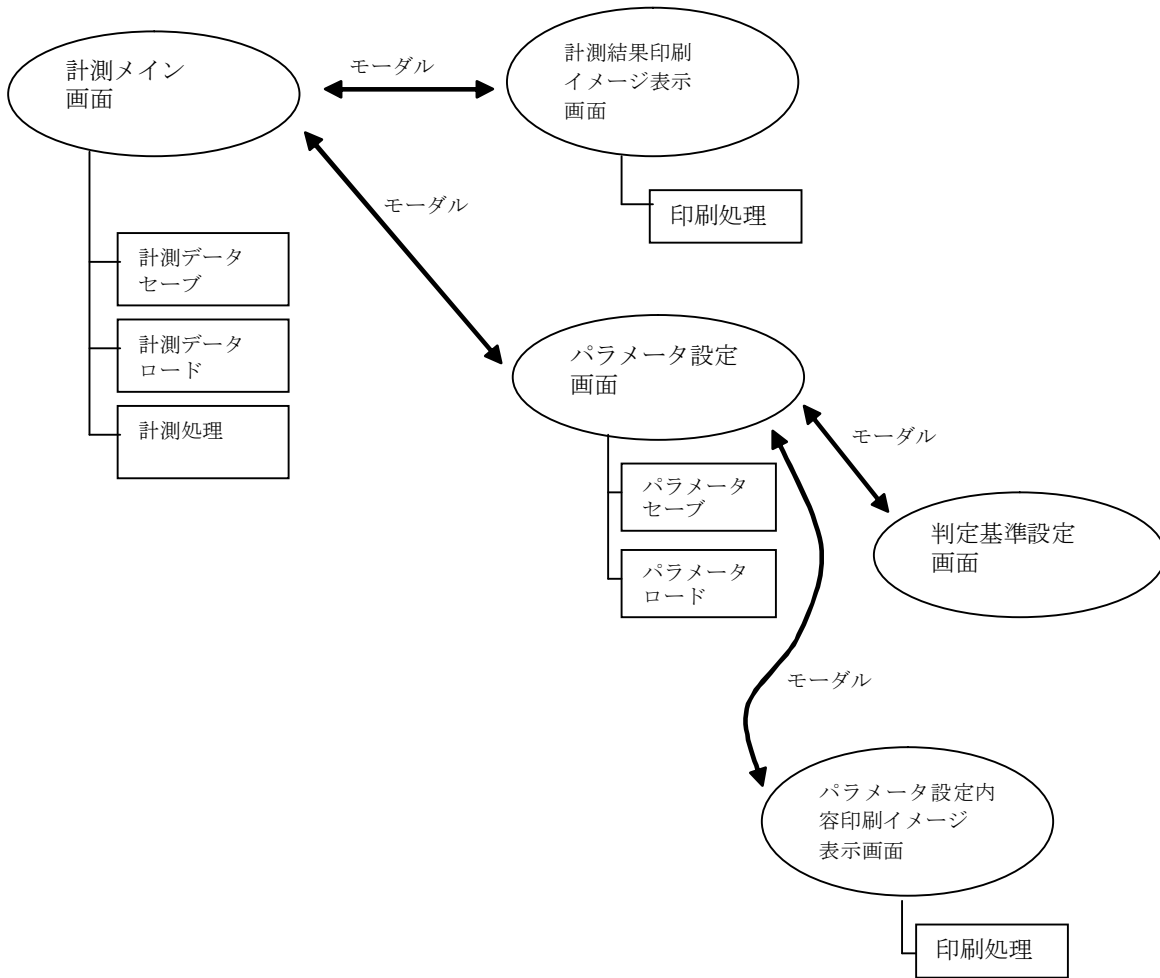 計測メイン
画面
モーダル
計測結果印刷
イメージ表示
画面
印刷処理
モーダル
計測データ
セーブ
計測データ
ロード
計測処理
パラメータ設定
画面
モーダル
パラメータ
セーブ
パラメータ
ロード
判定基準設定
画面
モーダル
パラメータ設定内
容印刷イメージ
表示画面
印刷処理